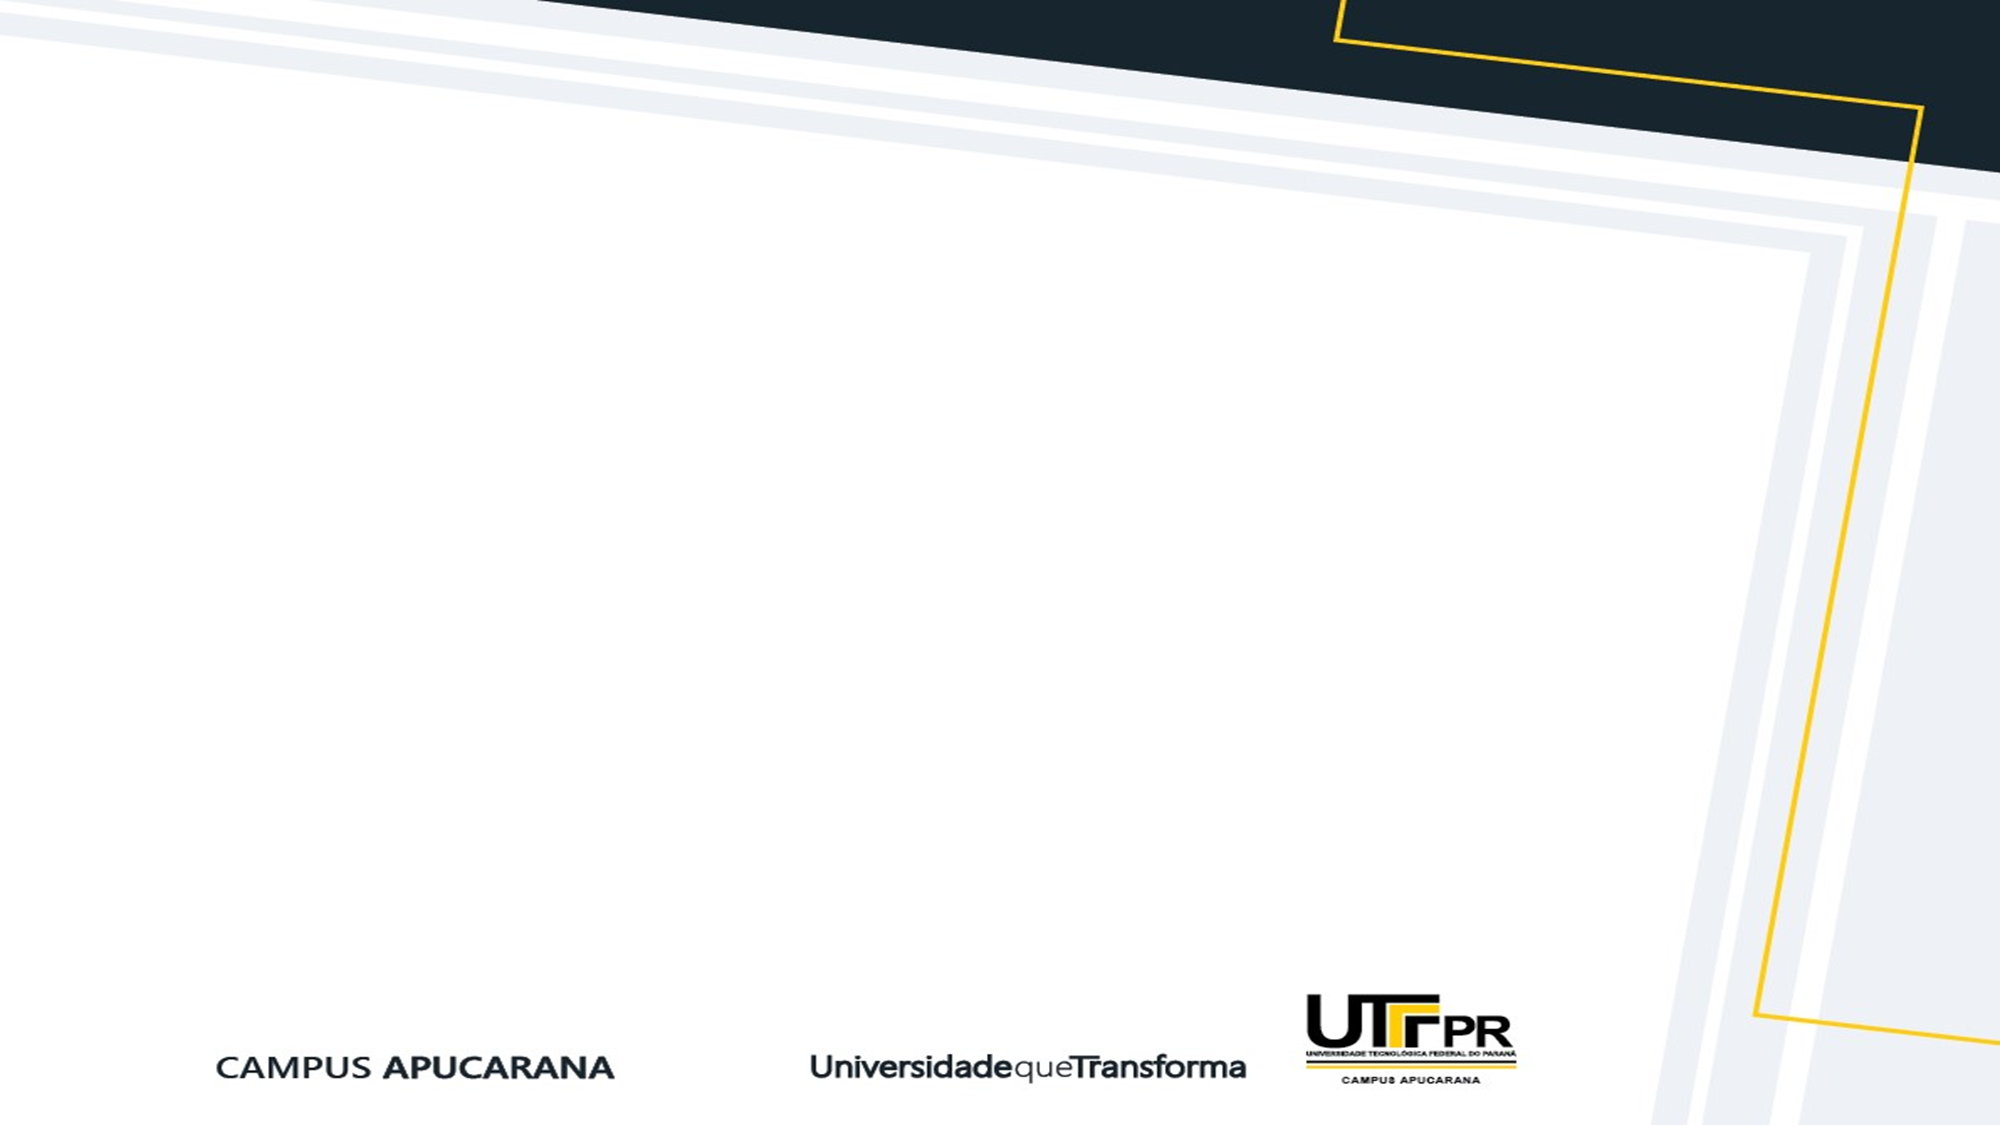 CAMPUS APUCARANA
UniversidadequeTransforma
UTFPR
UNIVERSIDADE TECNOLÓGICA FEDERAL DO PARANÁ
CAMPUS APUCARANA